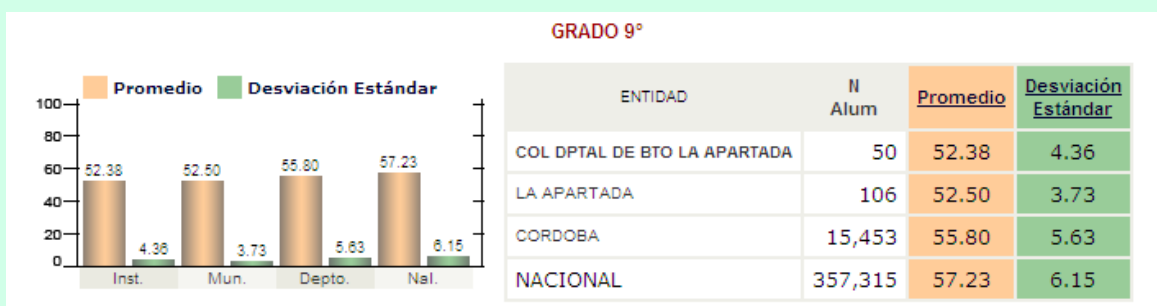 GRADO 9°
Promedio Desviación Estándar
100
80
60
40
20
0
52.38 4.36 52.50 3.73 55.80 5.63 57.23 6.15
Inst. Mun. Depto. Nal.
ENTIDAD N Alum Promedio Desviación Estándar
COL DPTAL DE BTO LA APARTADA 50 52.38 4.36
LA APARTADA 106 52.50 3.73
CORDOBA 15,453 55.80 5.63
NACIONAL 357,315 57.23 6.15